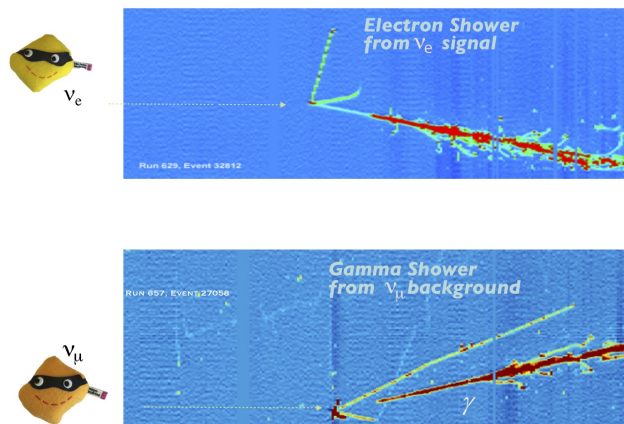 Electron Shower
from νe signal
νe
Run 629, Event 32812
Gamma Shower
from νμ background
RUN 657, EVENT 27058
νμ
γ